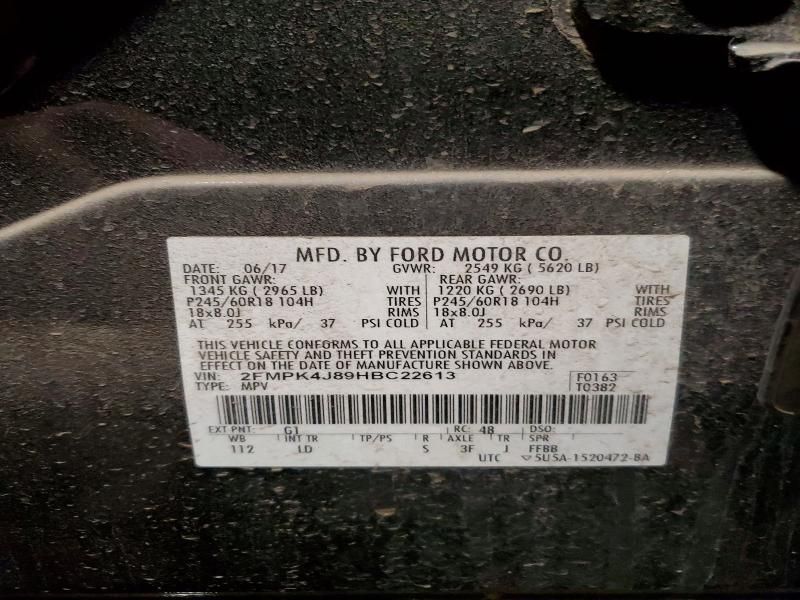 MFD. BY FORD MOTOR CO.
DATE: 06/17 GVWR: 2549 KG ( 5620 LB)
FRONT GAWR: REAR GAWR:
1345 KG ( 2965 LB) WITH 1220 KG ( 2690 LB) WITH
P245/60R18 104H TIRES P245/60R18 104H TIRES
18x8.0J RIMS 18x8.0J RIMS
AT 255 kPa/ 37 PSI COLD AT 255 kPa/ 37 PSI COLD
THIS VEHICLE CONFORMS TO ALL APPLICABLE FEDERAL MOTOR
VEHICLE SAFETY AND THEFT PREVENTION STANDARDS IN
EFFECT ON THE DATE OF MANUFACTURE SHOWN ABOVE.
VIN: 2FMPK4J89HBC22613 F0163
TYPE: MPV T0382
EXT PNT: G1 RC: 48 DSO:
WB INT TR TP/PS R AXLE TR SPR
112 LD S 3F J FFBB
UTC ▽5U5A-1520472-BA